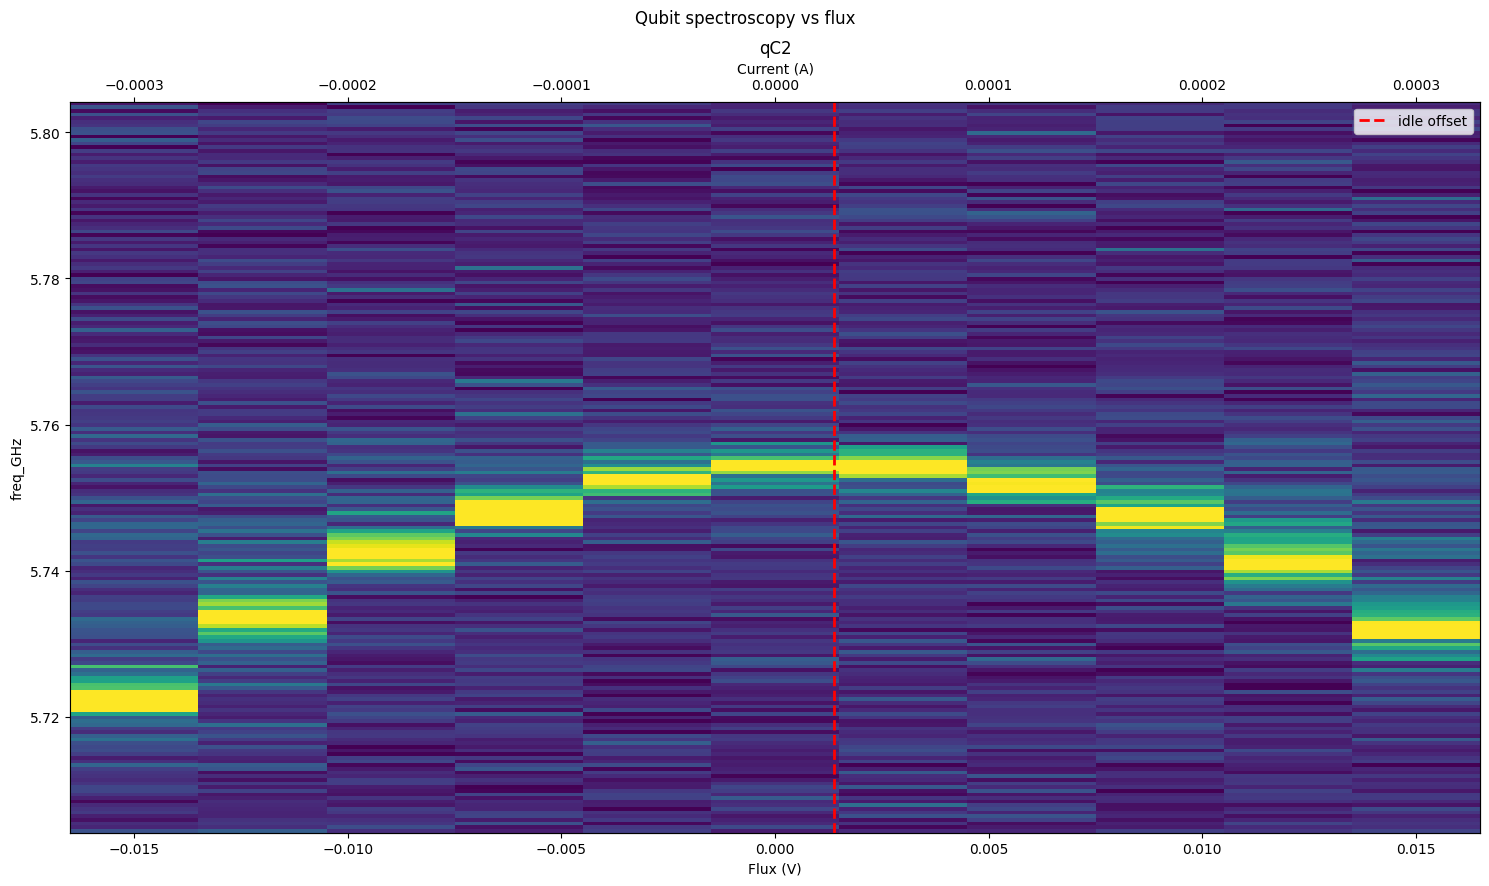 Qubit spectroscopy vs flux
qC2
Current (A)
−0.0003 −0.0002 −0.0001 0.0000 0.0001 0.0002 0.0003
idle offset
5.80
5.78
5.76
5.74
5.72
freq_GHz
−0.015 −0.010 −0.005 0.000 0.005 0.010 0.015
Flux (V)